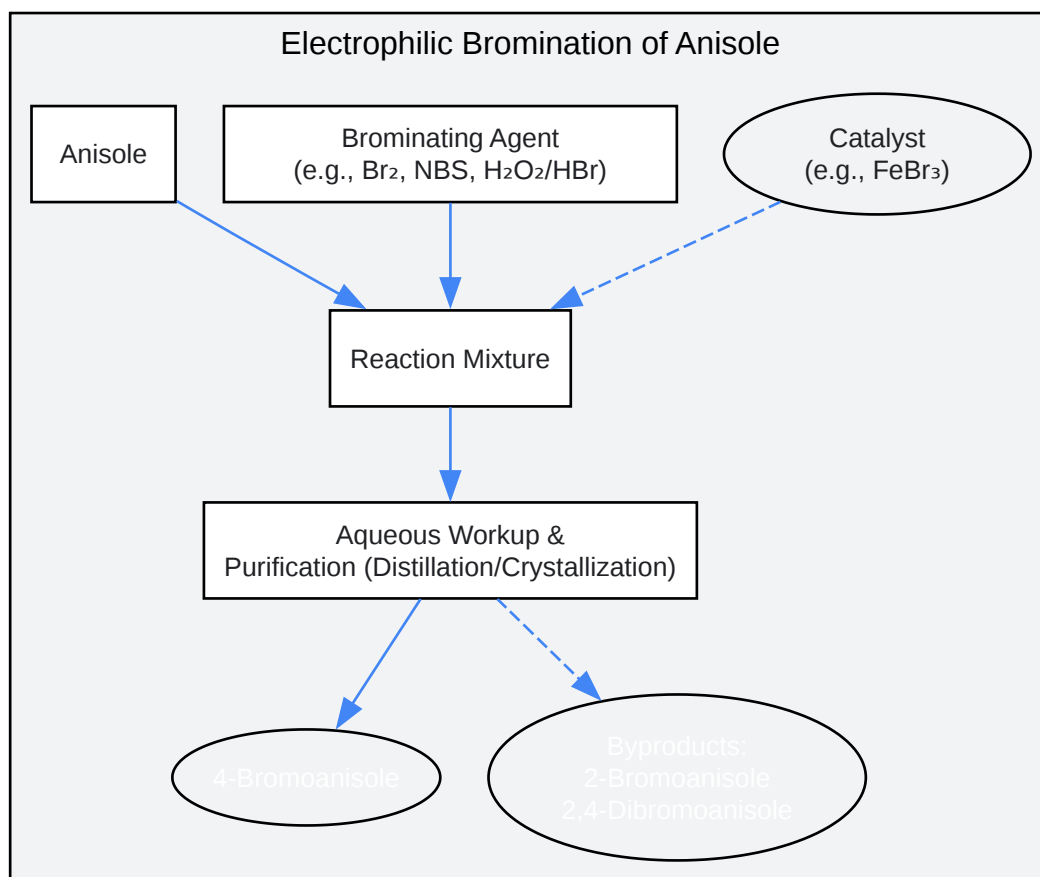 Electrophilic Bromination of Anisole
Anisole
Brominating Agent
(e.g., Br₂, NBS, H₂O₂/HBr)
Catalyst
(e.g., FeBr₃)
Reaction Mixture
Aqueous Workup &
Purification (Distillation/Crystallization)
4-Bromoanisole
Byproducts:
2-Bromoanisole
2,4-Dibromoanisole